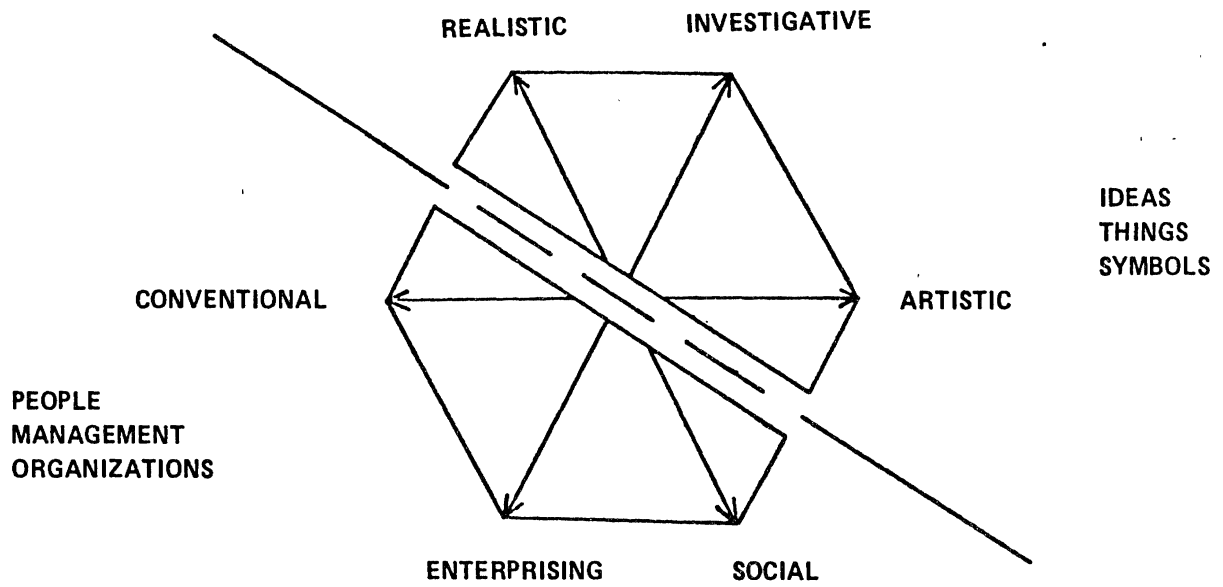 REALISTIC
INVESTIGATIVE
IDEAS
THINGS
SYMBOLS
CONVENTIONAL
ARTISTIC
PEOPLE
MANAGEMENT
ORGANIZATIONS
ENTERPRISING
SOCIAL